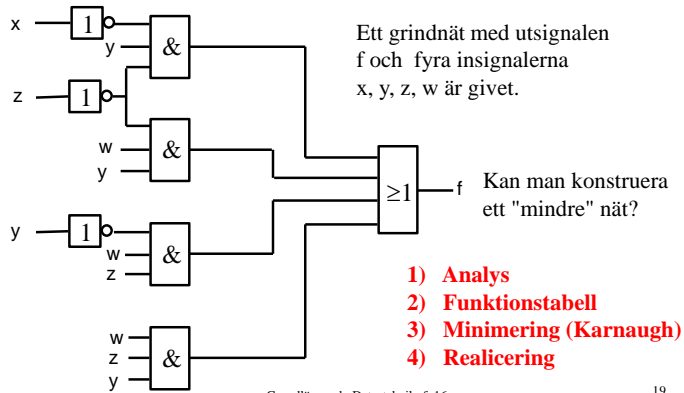 x
1
y
&
z
1
w
y
&
y
1
w
z
&
w
z
y
&
≥1
f
Ett grindnät med utsignalen
f och fyra insignalerna
x, y, z, w är givet.
Kan man konstruera
ett "mindre" nät?
1) Analys
2) Funktionstabell
3) Minimering (Karnaugh)
4) Realicering
19